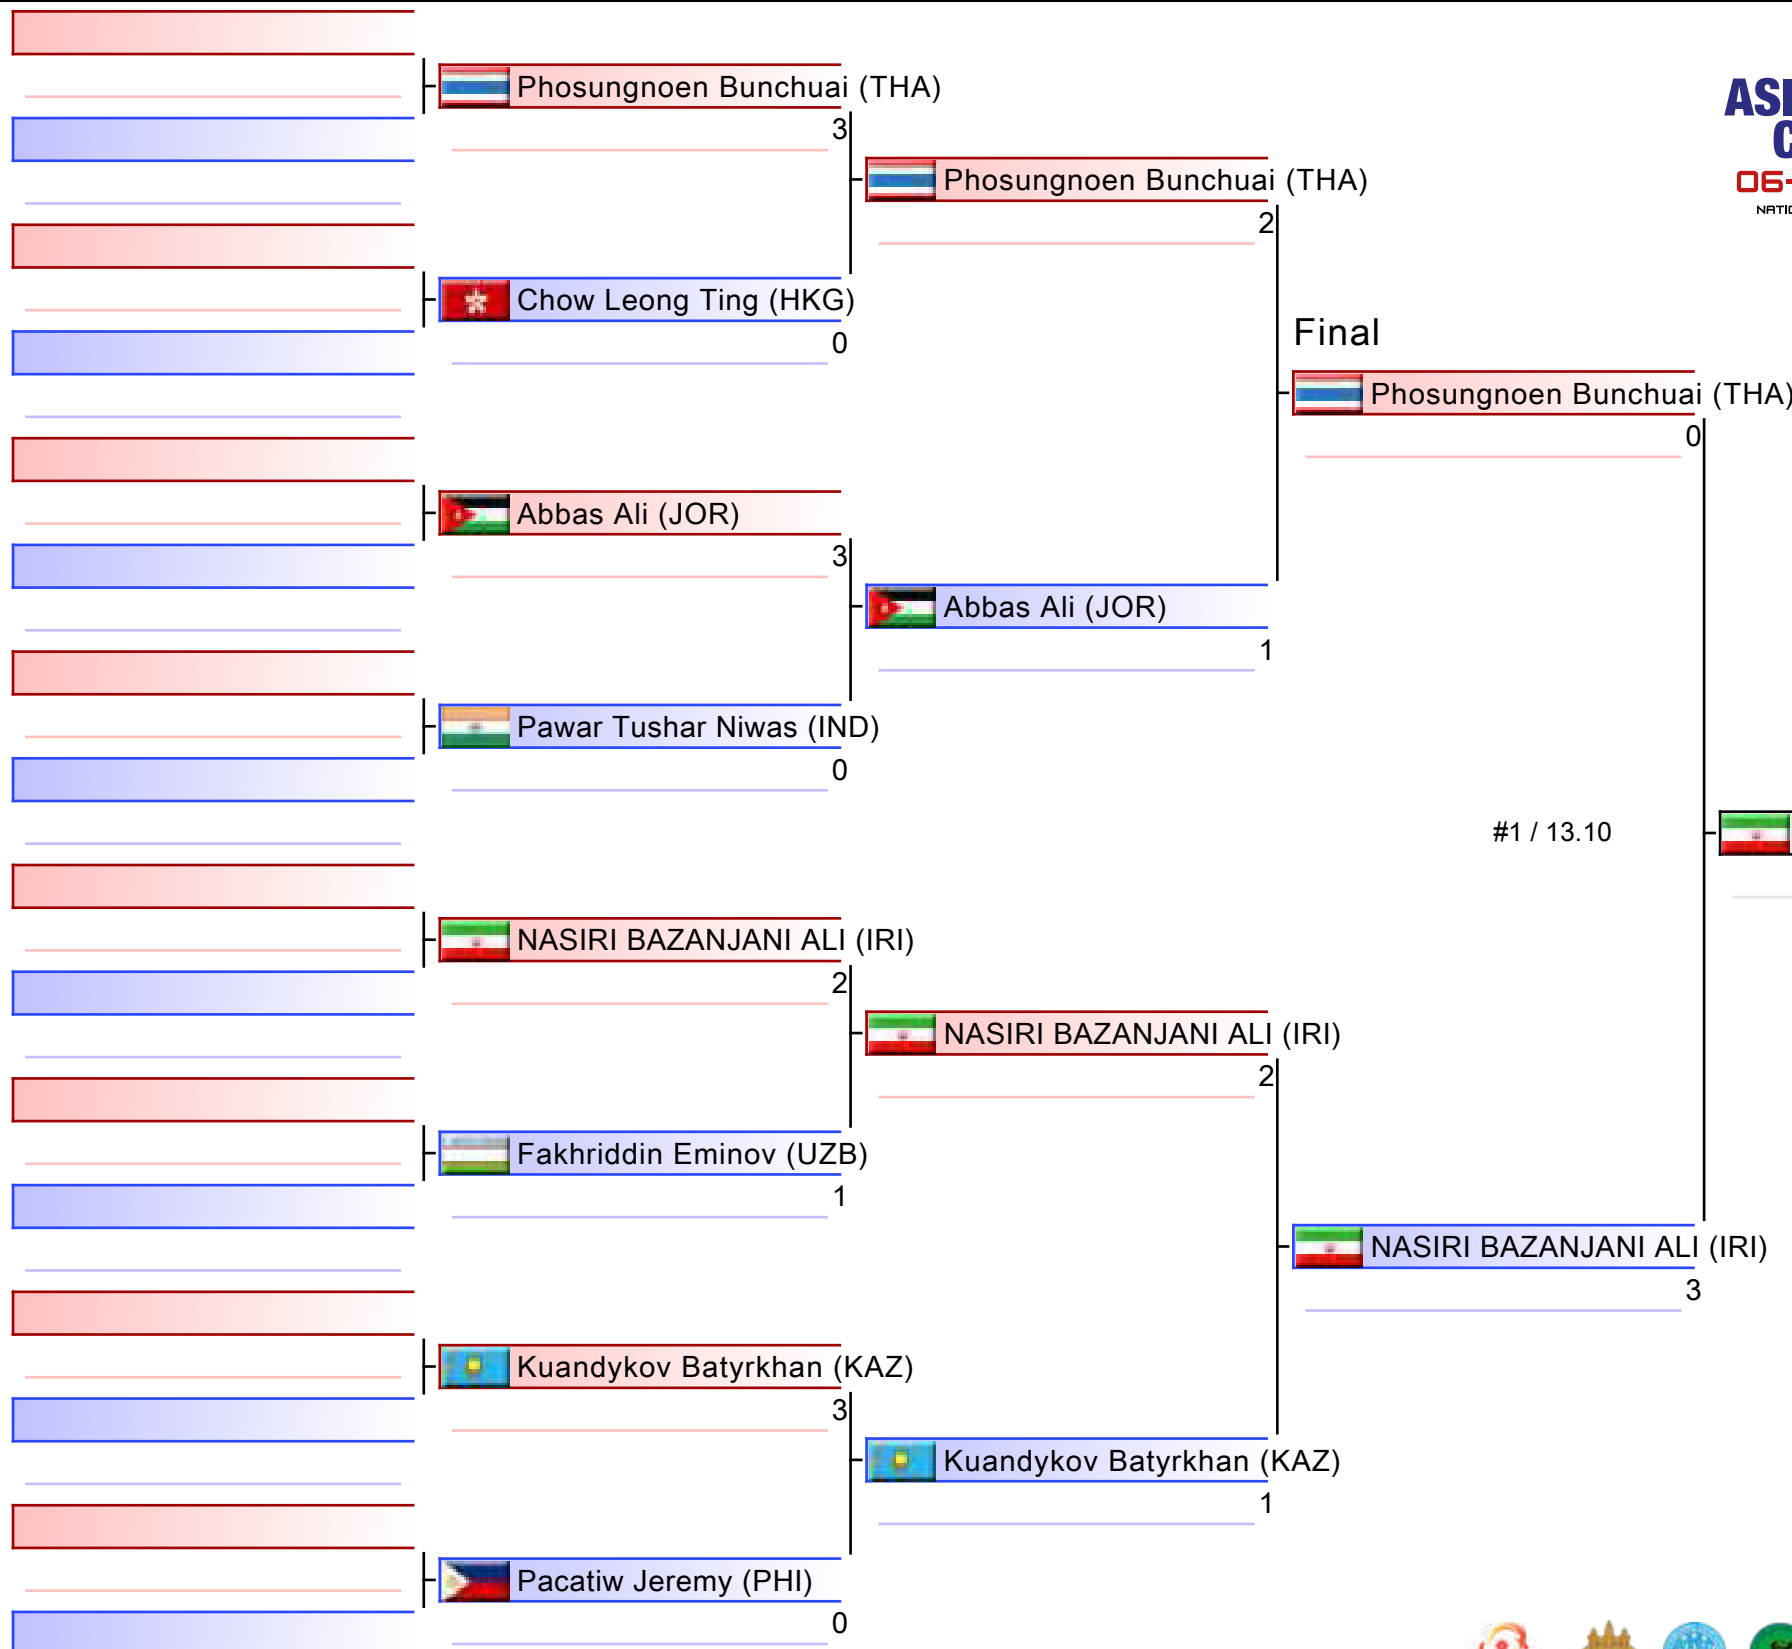 Phosungnoen Bunchuai (THA)
3
Chow Leong Ting (HKG)
0
Abbas Ali (JOR)
3
Pawar Tushar Niwas (IND)
0
NASIRI BAZANJANI ALI (IRI)
2
Fakhriddin Eminov (UZB)
1
Kuandykov Batyrkhan (KAZ)
3
Pacatiw Jeremy (PHI)
0
Phosungnoen Bunchuai (THA)
2
Abbas Ali (JOR)
1
NASIRI BAZANJANI ALI (IRI)
2
Kuandykov Batyrkhan (KAZ)
1
Final
Phosungnoen Bunchuai (THA)
0
#1 / 13.10
NASIRI BAZANJANI ALI (IRI)
3
06-